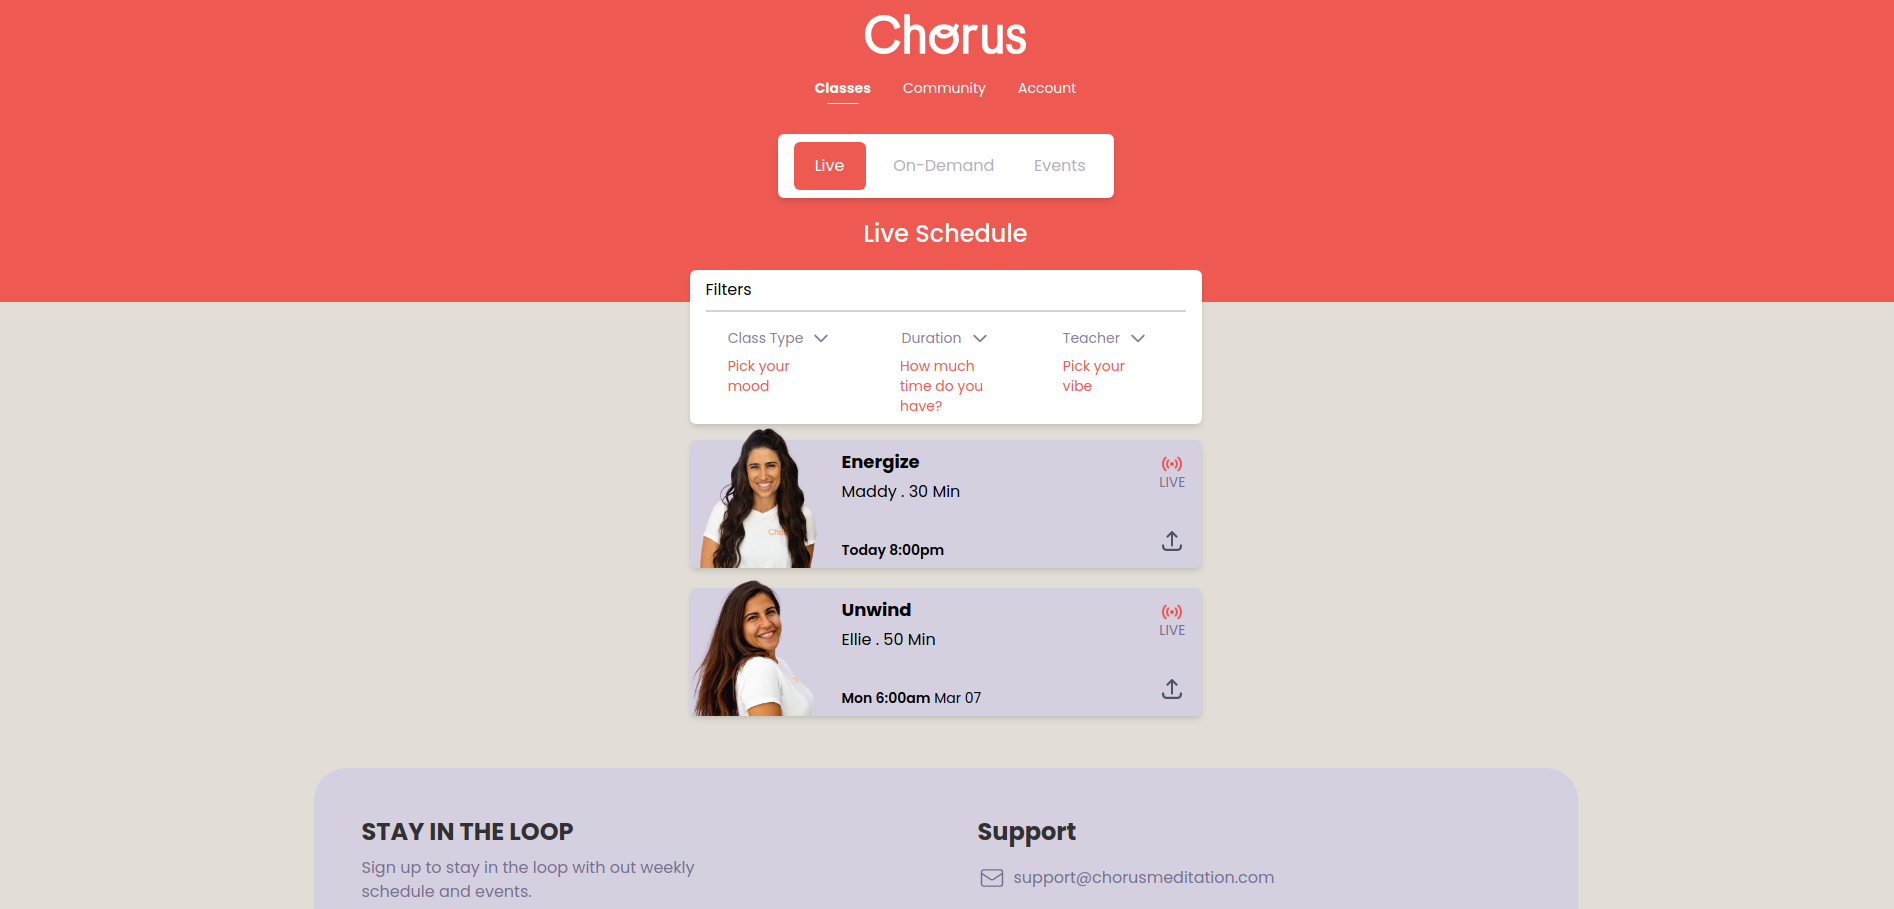 Chorus
Classes Community Account
Live On-Demand Events
Live Schedule
Filters
Class Type Duration Teacher
Pick your mood
How much time do you have?
Pick your vibe
Energize
LIVE
Maddy . 30 Min
Today 8:00pm
Unwind
LIVE
Ellie . 50 Min
Mon 6:00am Mar 07
STAY IN THE LOOP
Sign up to stay in the loop with out weekly
schedule and events.
Support
support@chorusmeditation.com